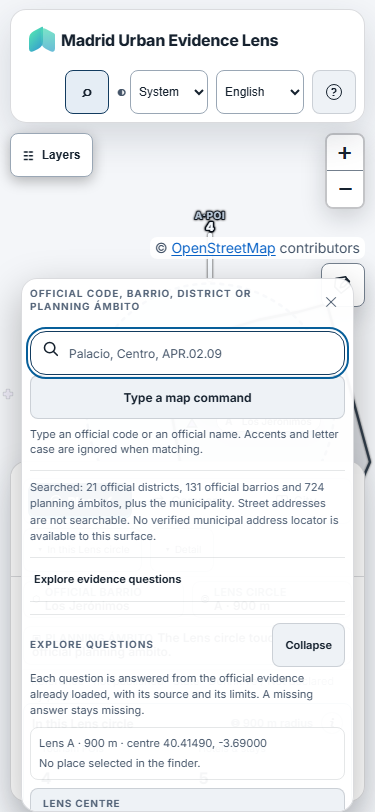 Madrid Urban Evidence Lens
System
English
Layers
+
−
A-POI
4
© OpenStreetMap contributors
OFFICIAL CODE, BARRIO, DISTRICT OR
PLANNING ÁMBITO
Palacio, Centro, APR.02.09
Type a map command
Type an official code or an official name. Accents and letter
case are ignored when matching.
Searched: 21 official districts, 131 official barrios and 724
planning ámbitos, plus the municipality. Street addresses
are not searchable. No verified municipal address locator is
available to this surface.
Explore evidence questions
EXPLORE QUESTIONS
Collapse
Each question is answered from the official evidence
already loaded, with its source and its limits. A missing
answer stays missing.
Lens A · 900 m · centre 40.41490, -3.69000
No place selected in the finder.
LENS CENTRE